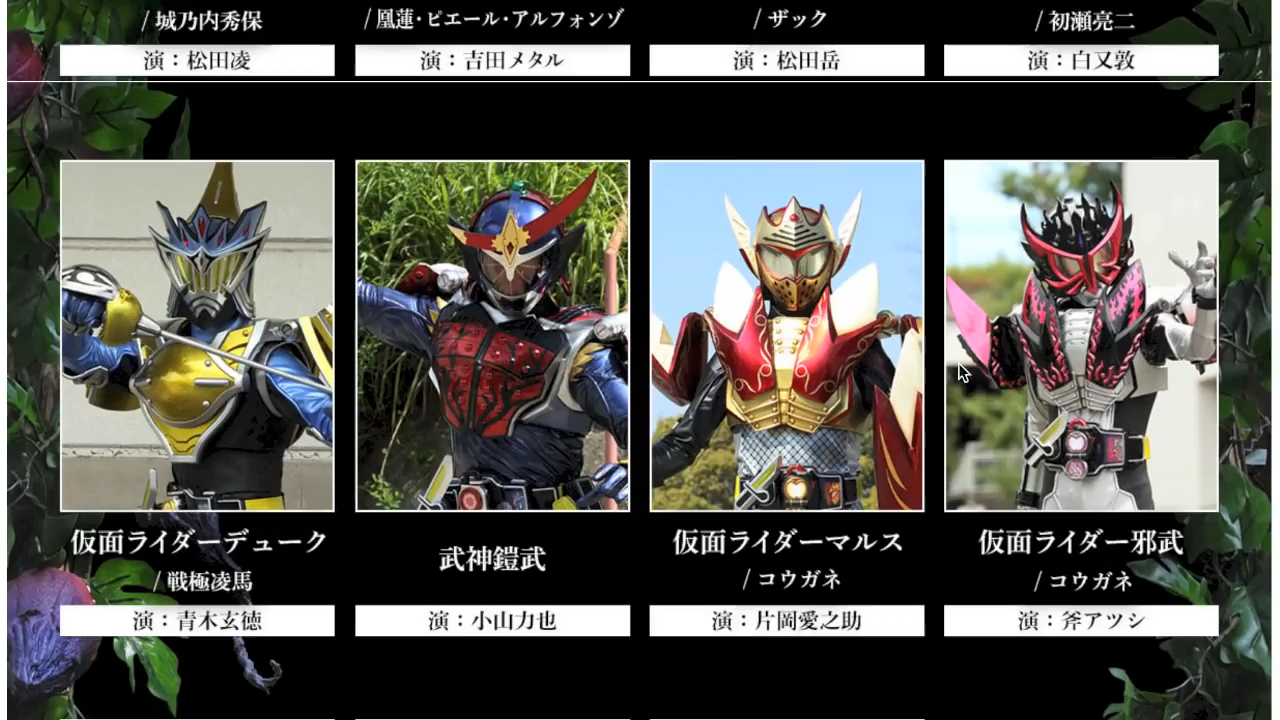 / 城乃内秀保
/ 凰蓮・ピエール・アルフォンゾ
/ ザック
/ 初瀬亮二
演：松田凌
演：吉田メタル
演：松田岳
演：白又敦
仮面ライダーデューク
/ 戦極凌馬
演：青木玄徳
武神鎧武
演：小山力也
仮面ライダーマルス
/ コウガネ
演：片岡愛之助
仮面ライダー邪武
/ コウガネ
演：斧アツシ